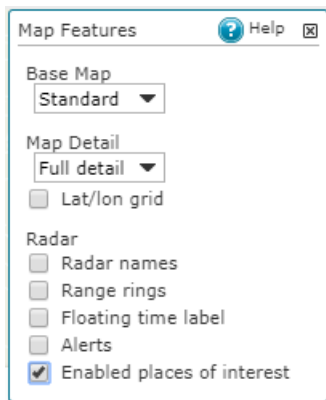 Map Features ? Help x
Base Map
Standard
Map Detail
Full detail
Lat/lon grid
Radar
Radar names
Range rings
Floating time label
Alerts
Enabled places of interest